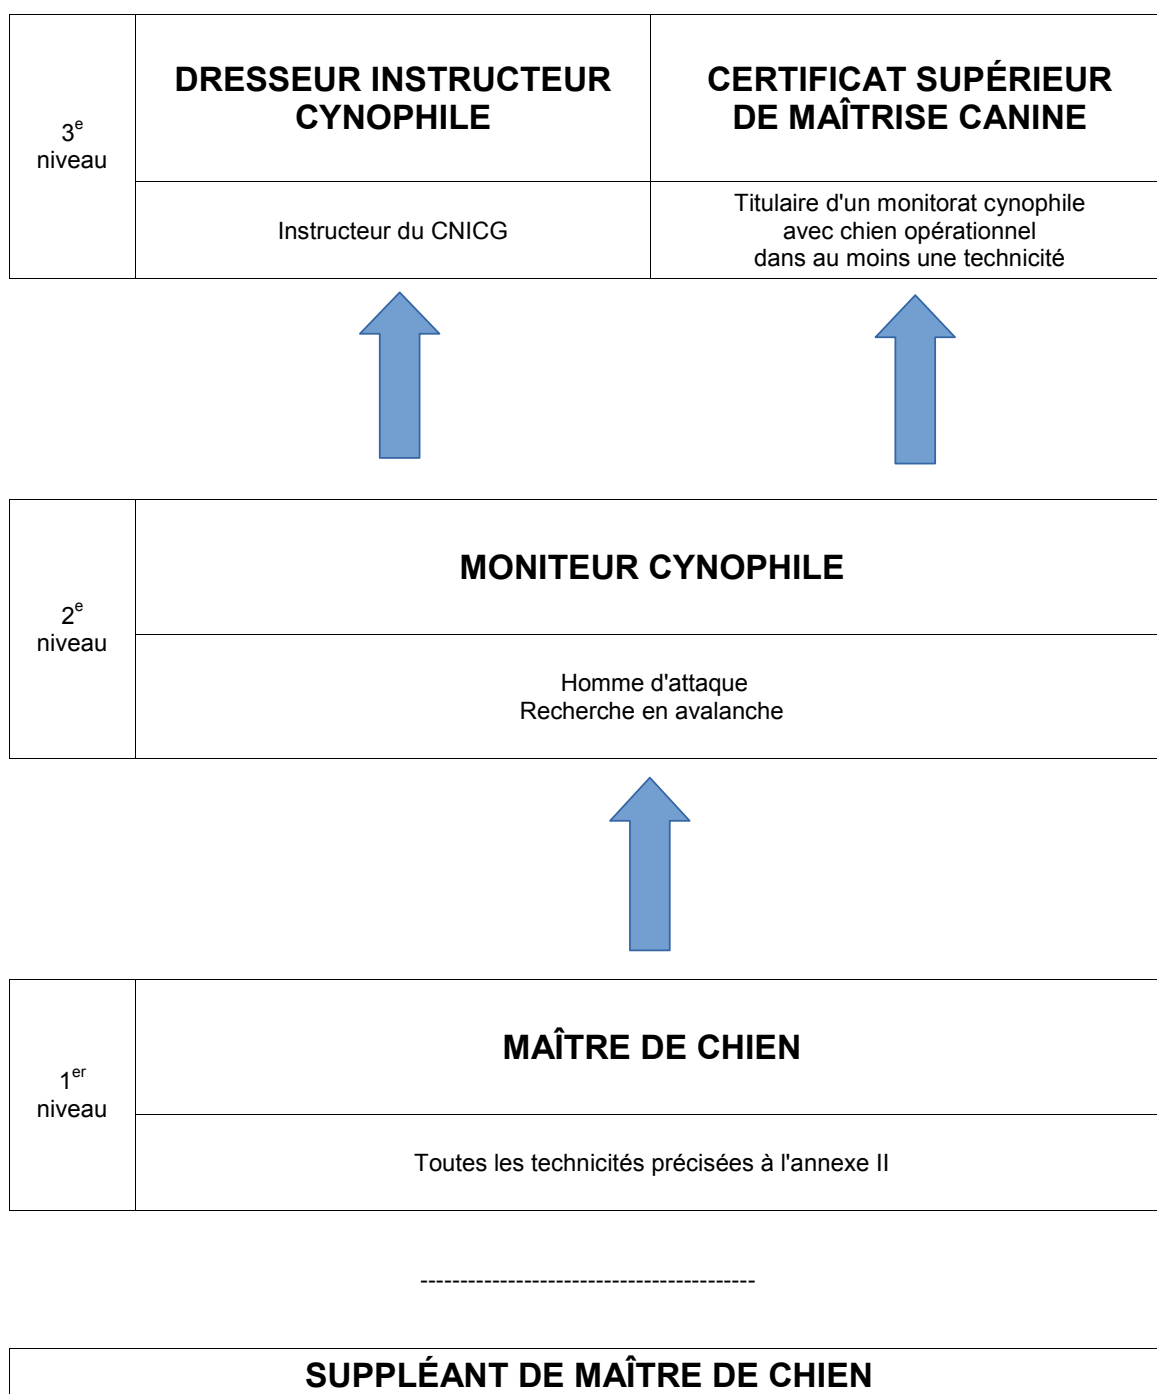 3e
niveau
DRESSEUR INSTRUCTEUR
CYNOPHILE
CERTIFICAT SUPÉRIEUR
DE MAÎTRISE CANINE
Instructeur du CNICG
Titulaire d'un monitorat cynophile
avec chien opérationnel
dans au moins une technicité
2e
niveau
MONITEUR CYNOPHILE
Homme d'attaque
Recherche en avalanche
1er
niveau
MAÎTRE DE CHIEN
Toutes les technicités précisées à l'annexe II
------------------------------------------
SUPPLÉANT DE MAÎTRE DE CHIEN